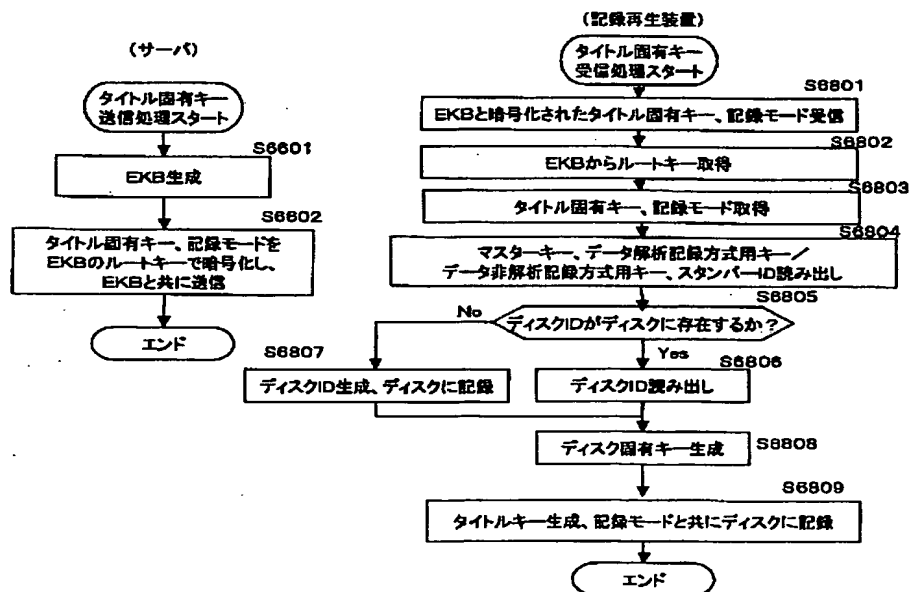 (サーバ)
タイトル固有キー
送信処理スタート
S6601
EKB生成
S6602
タイトル固有キー、記録モードを
EKBのルートキーで暗号化し、
EKBと共に送信
エンド
(記録再生装置)
タイトル固有キー
受信処理スタート
S6801
EKBと暗号化されたタイトル固有キー、記録モード受信
S6802
EKBからルートキー取得
S6803
タイトル固有キー、記録モード取得
S6804
マスターキー、データ解析記録方式用キー/
データ非解析記録方式用キー、スタンパーID読み出し
S6805
ディスクIDがディスクに存在するか?
No
Yes
S6807
ディスクID生成、ディスクに記録
S6806
ディスクID読み出し
ディスク固有キー生成
S6808
S6809
タイトルキー生成、記録モードと共にディスクに記録
エンド